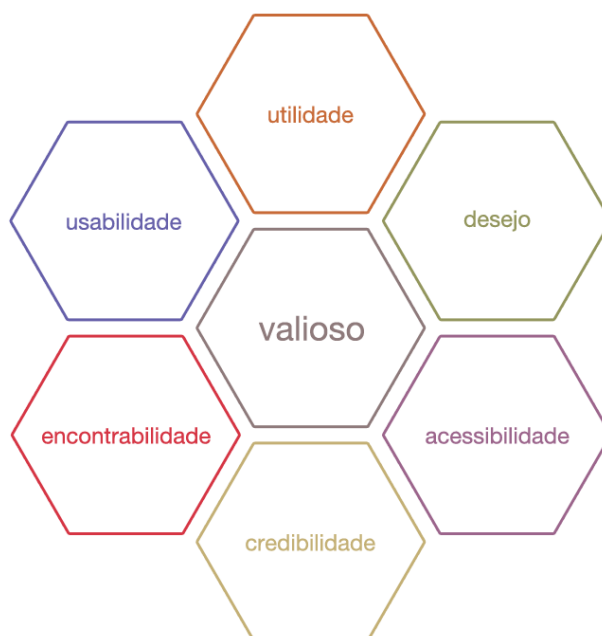 utilidade
usabilidade
desejo
valioso
encontrabilidade
acessibilidade
credibilidade